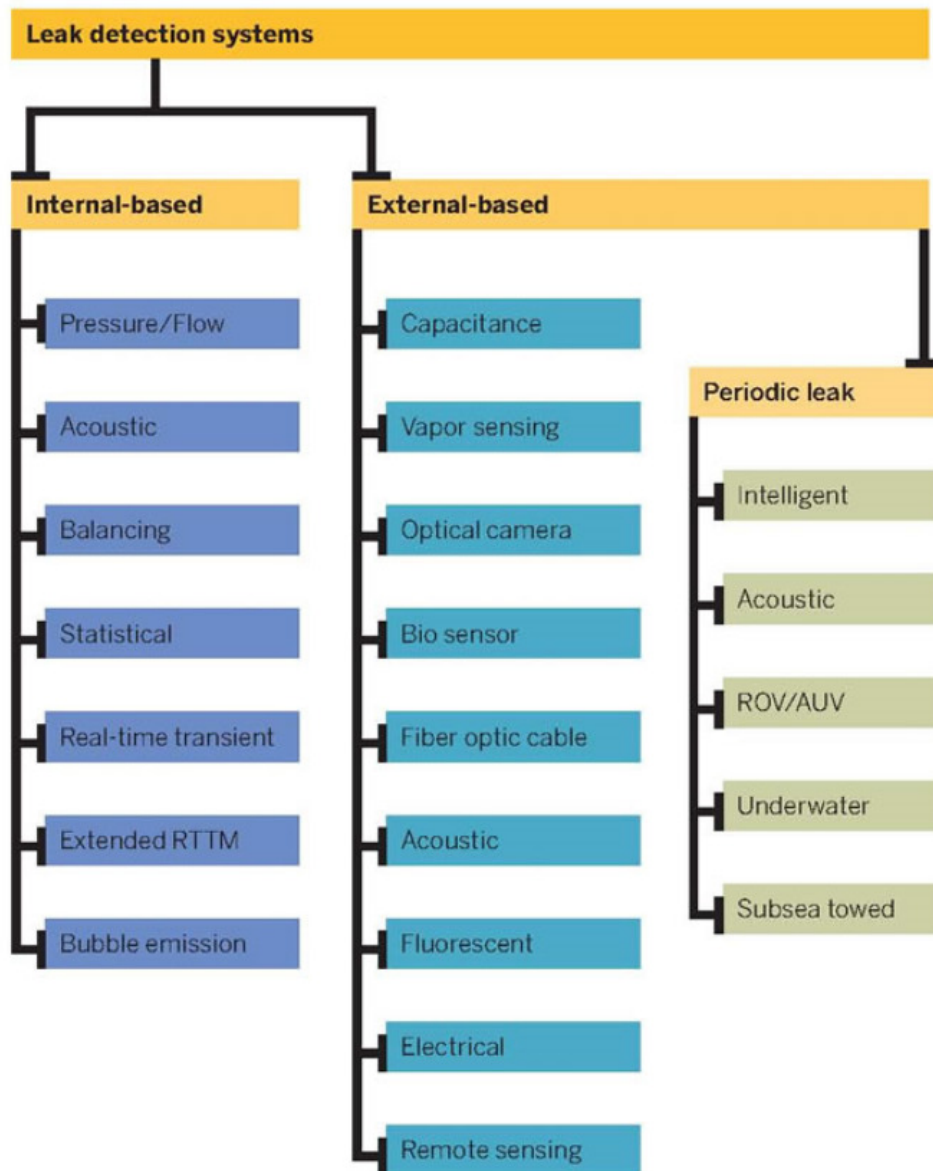 Leak detection systems
Internal-based
Pressure/Flow
Acoustic
Balancing
Statistical
Real-time transient
Extended RTTM
Bubble emission
External-based
Capacitance
Vapor sensing
Optical camera
Bio sensor
Fiber optic cable
Acoustic
Fluorescent
Electrical
Remote sensing
Periodic leak
Intelligent
Acoustic
ROV/AUV
Underwater
Subsea towed